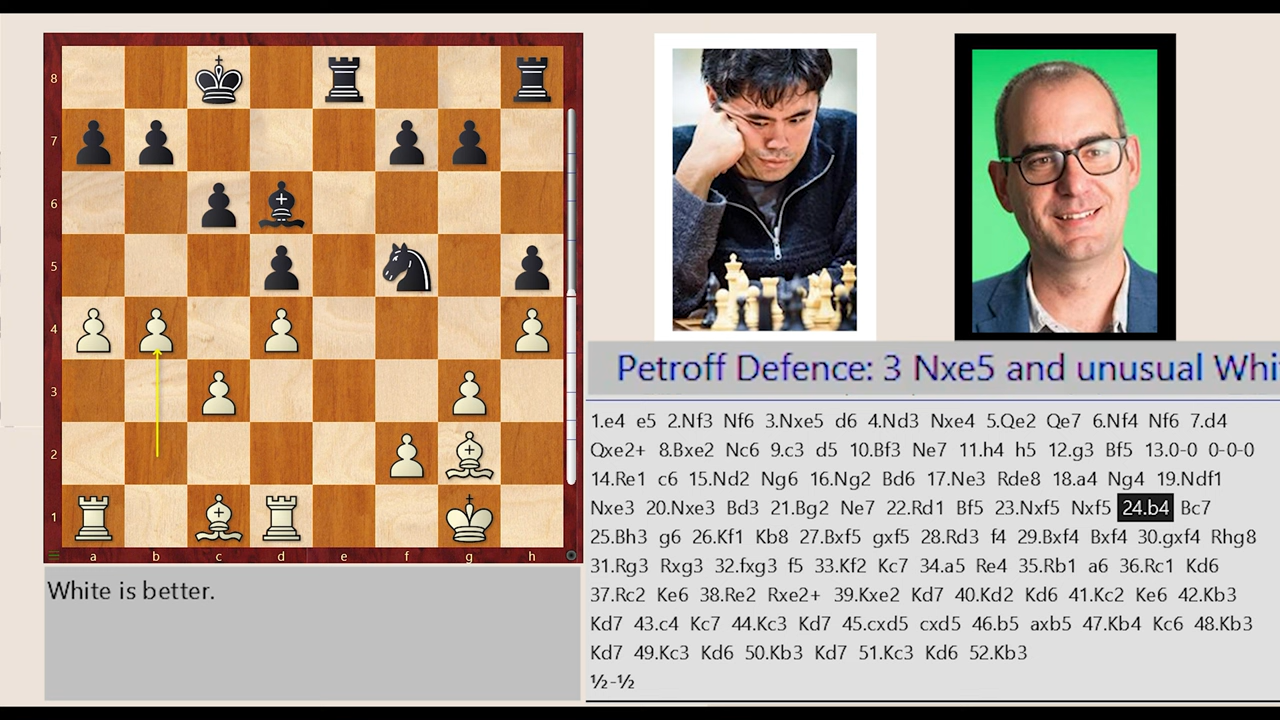 8
7
6
5
4
3
2
1
a b c d e f g h
White is better.
Petroff Defence: 3 Nxe5 and unusual Whi
1.e4 e5 2.Nf3 Nf6 3.Nxe5 d6 4.Nd3 Nxe4 5.Qe2 Qe7 6.Nf4 Nf6 7.d4
Qxe2+ 8.Bxe2 Nc6 9.c3 d5 10.Bf3 Ne7 11.h4 h5 12.g3 Bf5 13.0-0 0-0-0
14.Re1 c6 15.Nd2 Ng6 16.Ng2 Bd6 17.Ne3 Rde8 18.a4 Ng4 19.Ndf1
Nxe3 20.Nxe3 Bd3 21.Bg2 Ne7 22.Rd1 Bf5 23.Nxf5 Nxf5 24.b4 Bc7
25.Bh3 g6 26.Kf1 Kb8 27.Bxf5 gxf5 28.Rd3 f4 29.Bxf4 Bxf4 30.gxf4 Rhg8
31.Rg3 Rxg3 32.fxg3 f5 33.Kf2 Kc7 34.a5 Re4 35.Rb1 a6 36.Rc1 Kd6
37.Rc2 Ke6 38.Re2 Rxe2+ 39.Kxe2 Kd7 40.Kd2 Kd6 41.Kc2 Ke6 42.Kb3
Kd7 43.c4 Kc7 44.Kc3 Kd7 45.cxd5 cxd5 46.b5 axb5 47.Kb4 Kc6 48.Kb3
Kd7 49.Kc3 Kd6 50.Kb3 Kd7 51.Kc3 Kd6 52.Kb3
½-½